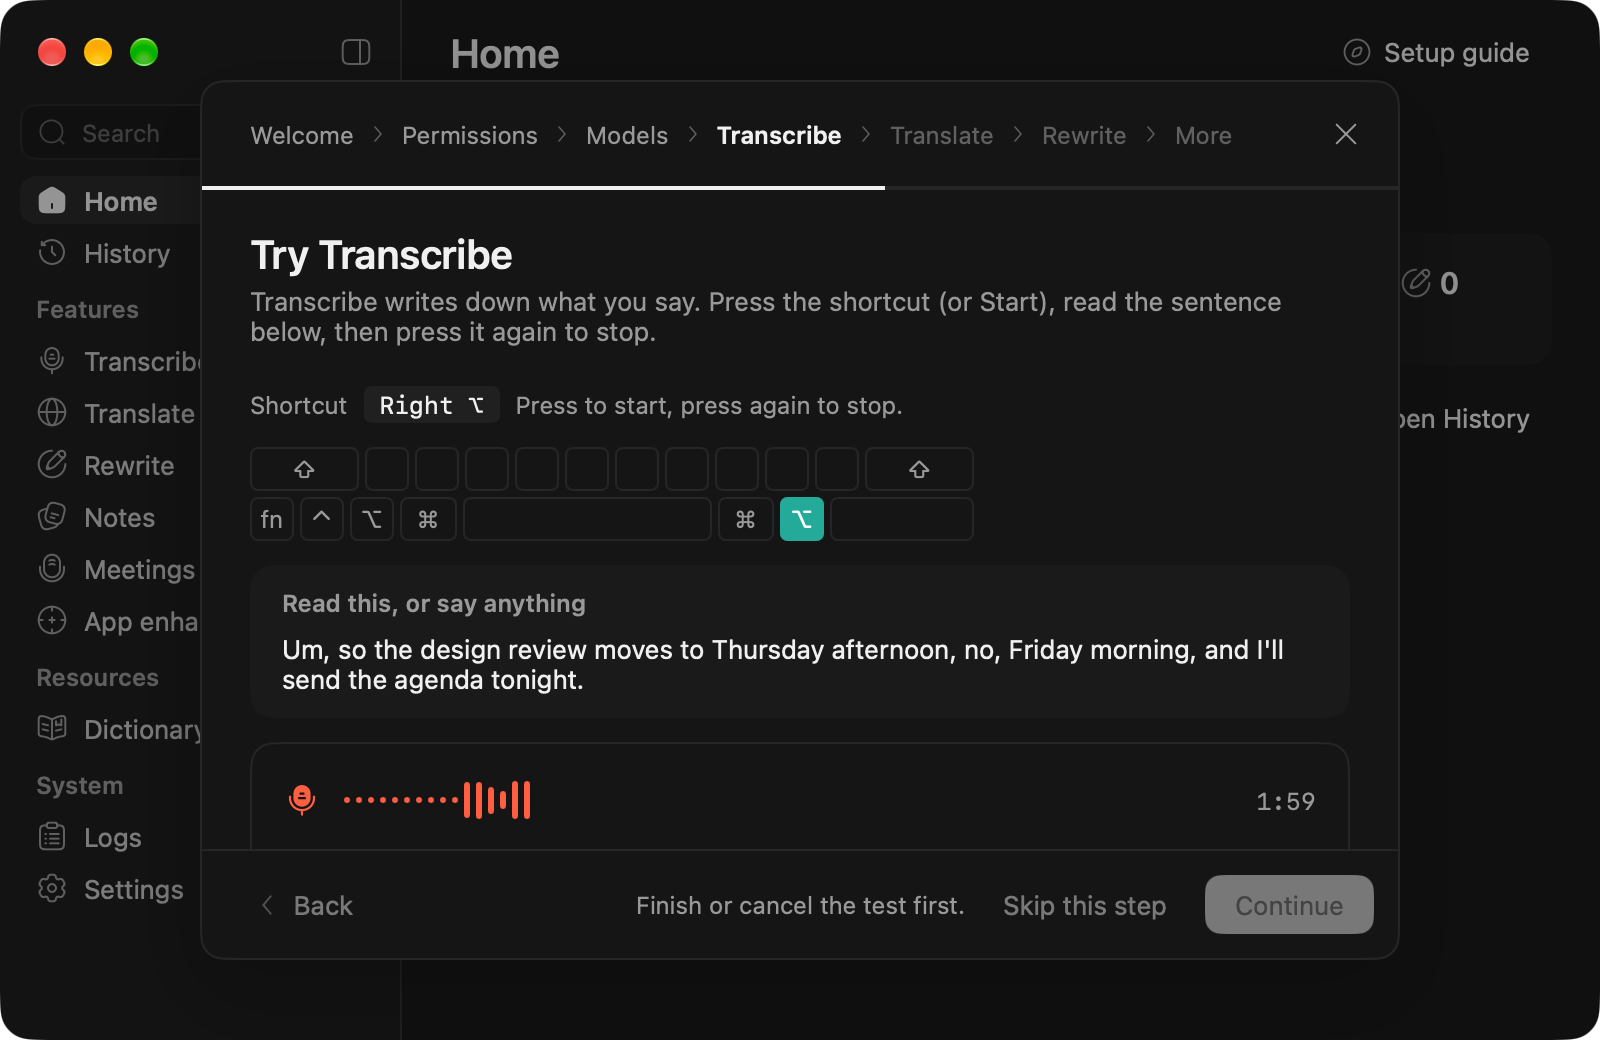 Home
Setup guide
Search
Welcome
Permissions
Models
Transcribe
Translate
Rewrite
More
Home
History
Features
Translate
Rewrite
Notes
Meetings
App
Resources
System
Logs
Settings
Try Transcribe
Transcribe writes down what you say. Press the shortcut (or Start), read the sentence
below, then press it again to stop.
0
Shortcut Right ⌥ Press to start, press again to stop.
History
⇧ ⇧
fn ^ ⌥ ⌘ ⌘ ⌥
Read this, or say anything
Um, so the design review moves to Thursday afternoon, no, Friday morning, and I'll
send the agenda tonight.
1:59
Back
Finish or cancel the test first.
Skip this step
Continue